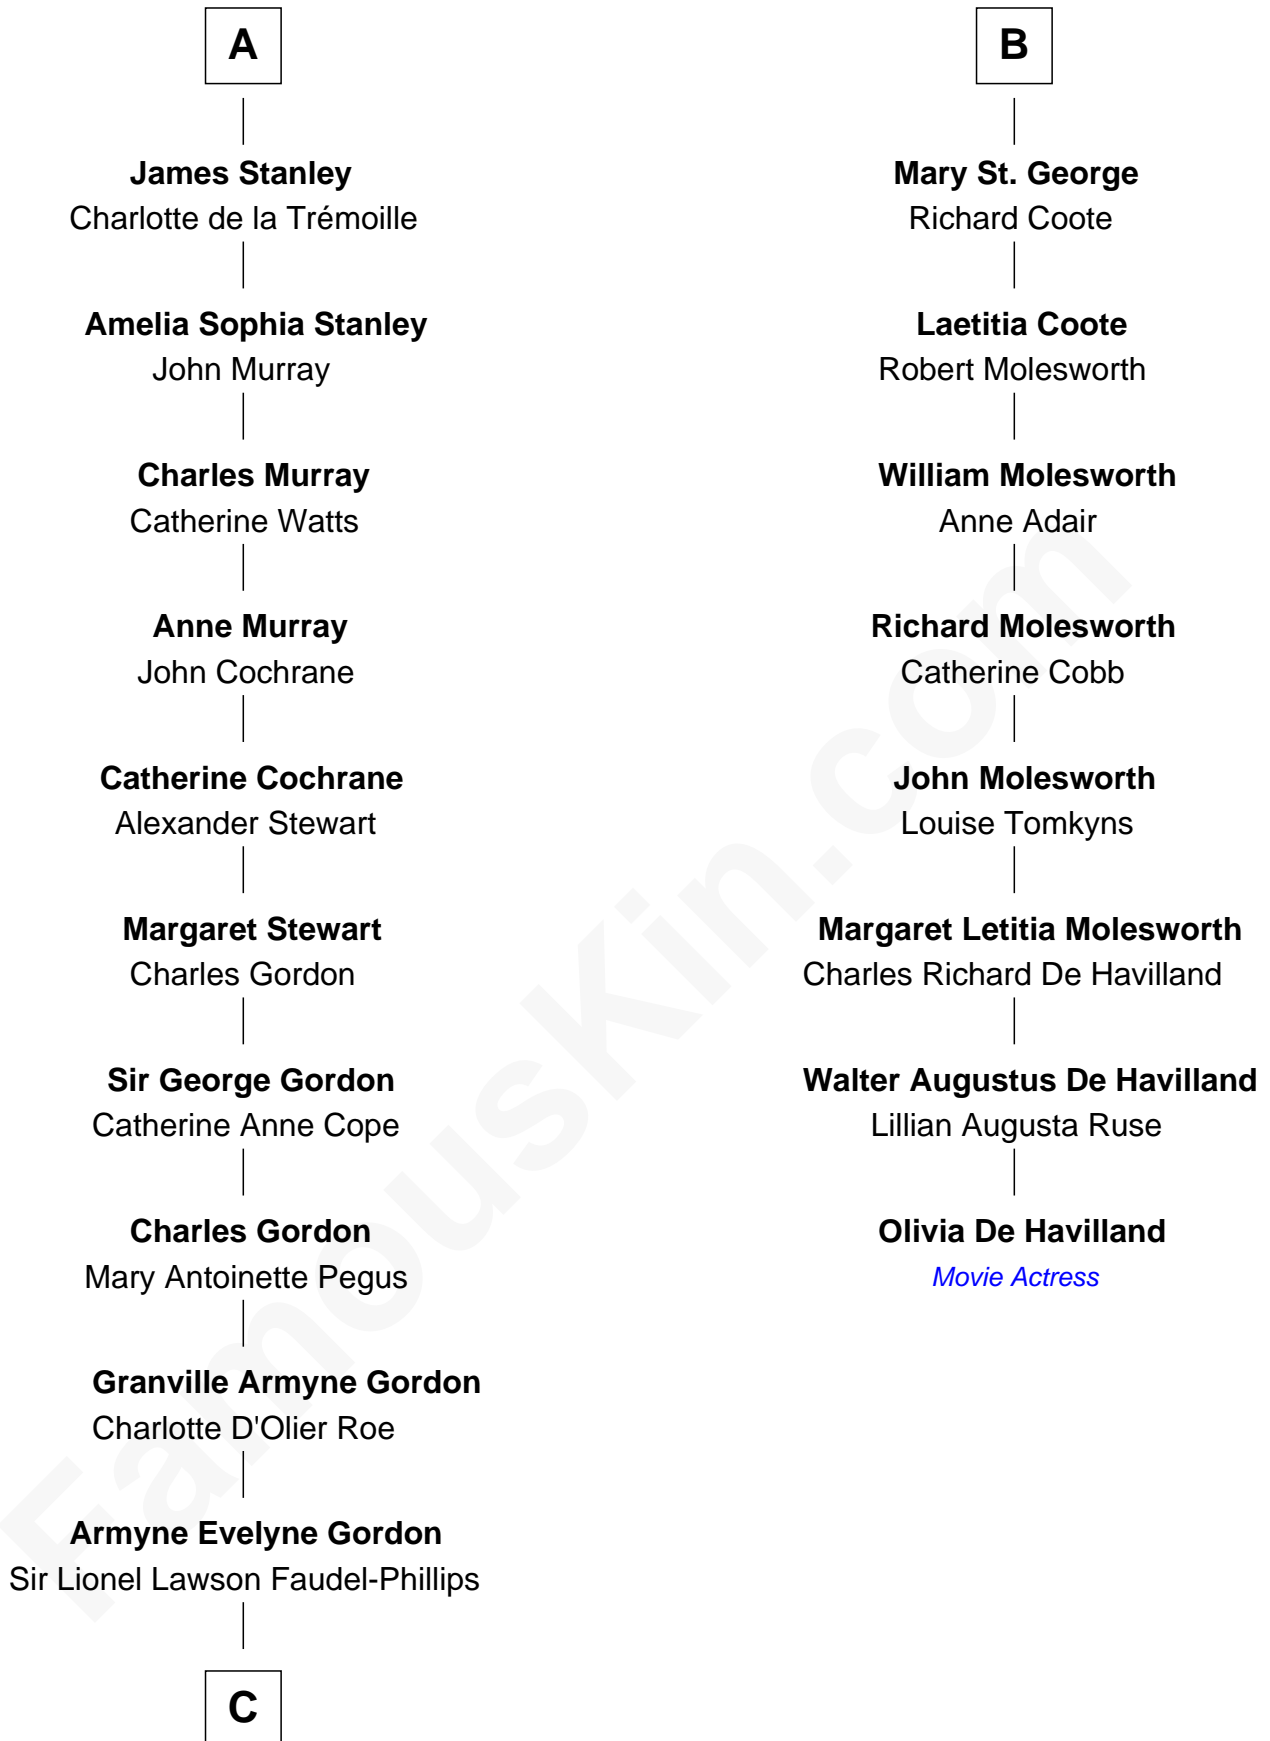 A
James Stanley
Charlotte de la Trémoille
Amelia Sophia Stanley
John Murray
Charles Murray
Catherine Watts
Anne Murray
John Cochrane
Catherine Cochrane
Alexander Stewart
Margaret Stewart
Charles Gordon
Sir George Gordon
Catherine Anne Cope
Charles Gordon
Mary Antoinette Pegus
Granville Armyne Gordon
Charlotte D'Olier Roe
Armyne Evelyne Gordon
Sir Lionel Lawson Faudel-Phillips
C
B
Mary St. George
Richard Coote
Laetitia Coote
Robert Molesworth
William Molesworth
Anne Adair
Richard Molesworth
Catherine Cobb
John Molesworth
Louise Tomkyns
Margaret Letitia Molesworth
Charles Richard De Havilland
Walter Augustus De Havilland
Lillian Augusta Ruse
Olivia De Havilland
Movie Actress
FamousKin.com